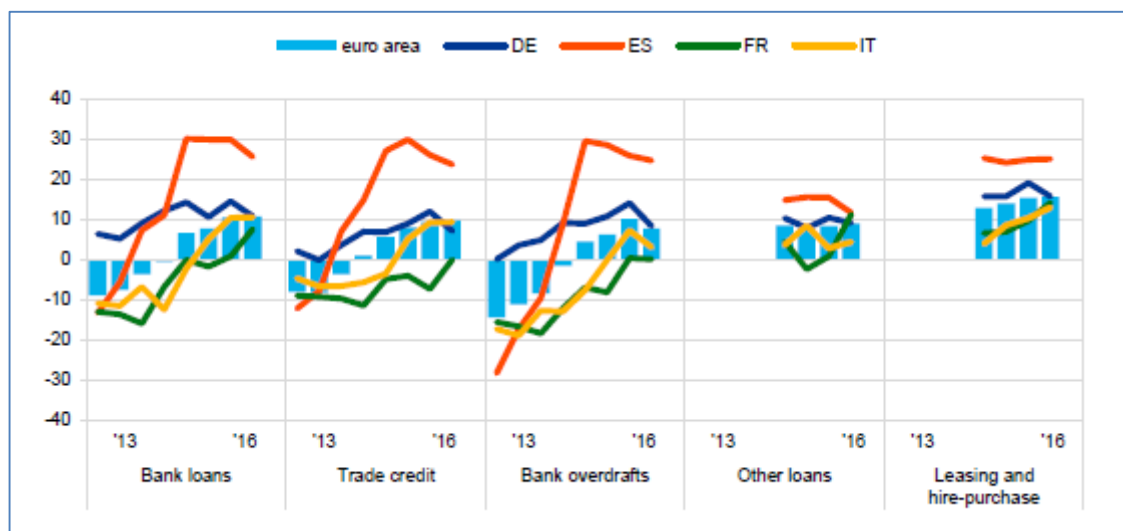 euro area DE ES FR IT
40
30
20
10
0
-10
-20
-30
-40
'13 '16 '13 '16 '13 '16 '13 '16 '13 '16
Bank loans Trade credit Bank overdrafts Other loans Leasing and
hire-purchase